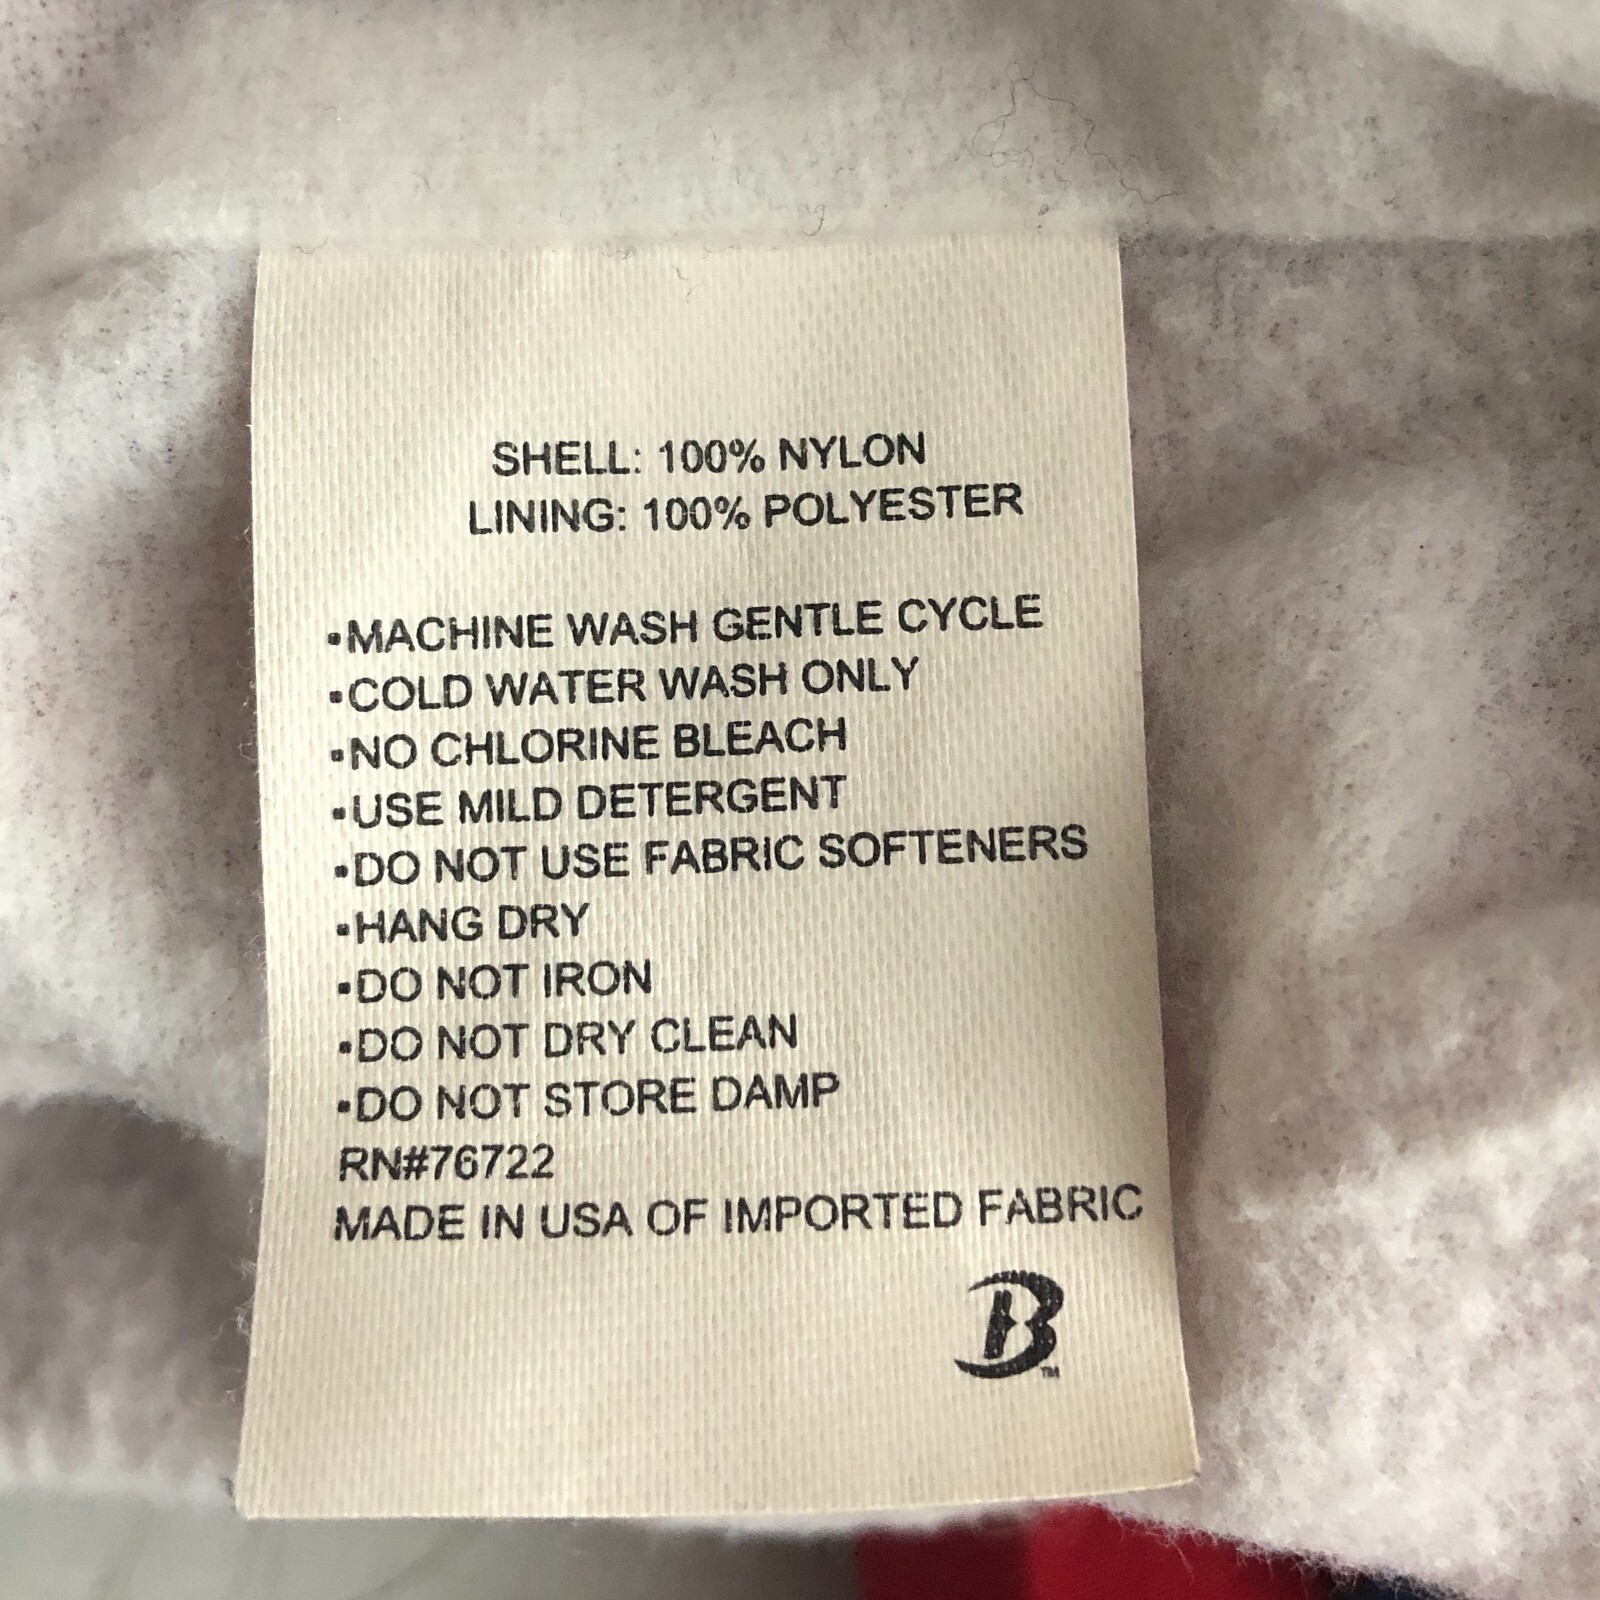 SHELL: 100% NYLON
LINING: 100% POLYESTER
▪MACHINE WASH GENTLE CYCLE
▪COLD WATER WASH ONLY
▪NO CHLORINE BLEACH
▪USE MILD DETERGENT
▪DO NOT USE FABRIC SOFTENERS
▪HANG DRY
▪DO NOT IRON
▪DO NOT DRY CLEAN
▪DO NOT STORE DAMP
RN#76722
MADE IN USA OF IMPORTED FABRIC
B™